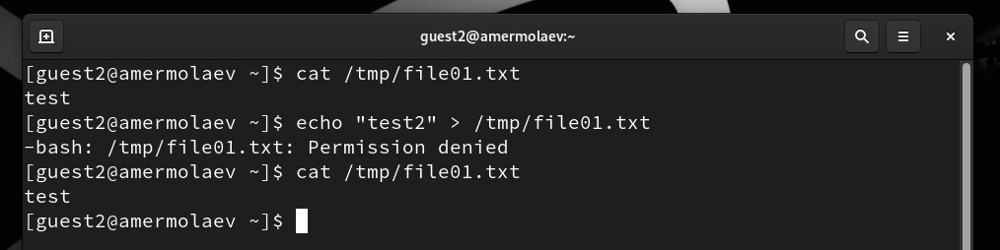 guest2@amermolaev:~
[guest2@amermolaev ~]$ cat /tmp/file01.txt
test
[guest2@amermolaev ~]$ echo "test2" > /tmp/file01.txt
-bash: /tmp/file01.txt: Permission denied
[guest2@amermolaev ~]$ cat /tmp/file01.txt
test
[guest2@amermolaev ~]$